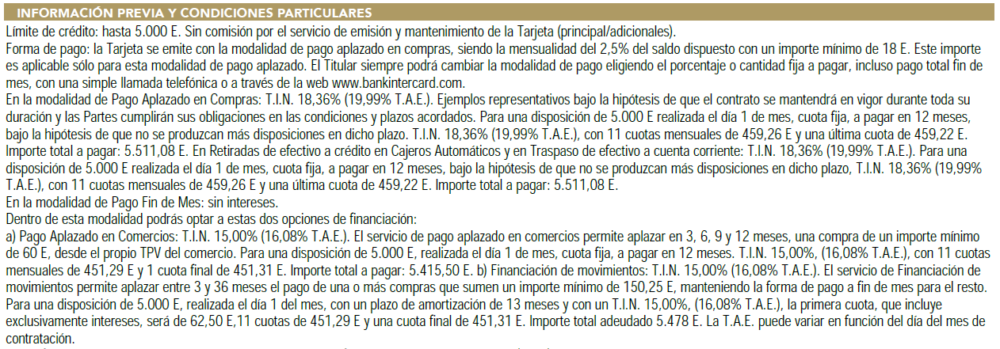 INFORMACIÓN PREVIA Y CONDICIONES PARTICULARES
Límite de crédito: hasta 5.000 E. Sin comisión por el servicio de emisión y mantenimiento de la Tarjeta (principal/adicionales).
Forma de pago: la Tarjeta se emite con la modalidad de pago aplazado en compras, siendo la mensualidad del 2,5% del saldo dispuesto con un importe mínimo de 18 E. Este importe
es aplicable sólo para esta modalidad de pago aplazado. El Titular siempre podrá cambiar la modalidad de pago eligiendo el porcentaje o cantidad fija a pagar, incluso pago total fin de
mes, con una simple llamada telefónica o a través de la web www.bankintercard.com.
En la modalidad de Pago Aplazado en Compras: T.I.N. 18,36% (19,99% T.A.E.). Ejemplos representativos bajo la hipótesis de que el contrato se mantendrá en vigor durante toda su
duración y las Partes cumplirán sus obligaciones en las condiciones y plazos acordados. Para una disposición de 5.000 E realizada el día 1 de mes, cuota fija, a pagar en 12 meses,
bajo la hipótesis de que no se produzcan más disposiciones en dicho plazo. T.I.N. 18,36% (19,99% T.A.E.), con 11 cuotas mensuales de 459,26 E y una última cuota de 459,22 E.
Importe total a pagar: 5.511,08 E. En Retiradas de efectivo a crédito en Cajeros Automáticos y en Traspaso de efectivo a cuenta corriente: T.I.N. 18,36% (19,99% T.A.E.). Para una
disposición de 5.000 E realizada el día 1 de mes, cuota fija, a pagar en 12 meses, bajo la hipótesis de que no se produzcan más disposiciones en dicho plazo, T.I.N. 18,36% (19,99%
T.A.E.), con 11 cuotas mensuales de 459,26 E y una última cuota de 459,22 E. Importe total a pagar: 5.511,08 E.
En la modalidad de Pago Fin de Mes: sin intereses.
Dentro de esta modalidad podrás optar a estas dos opciones de financiación:
a) Pago Aplazado en Comercios: T.I.N. 15,00% (16,08% T.A.E.). El servicio de pago aplazado en comercios permite aplazar en 3, 6, 9 y 12 meses, una compra de un importe mínimo
de 60 E, desde el propio TPV del comercio. Para una disposición de 5.000 E, realizada el día 1 de mes, cuota fija, a pagar en 12 meses. T.I.N. 15,00%, (16,08% T.A.E.), con 11 cuotas
mensuales de 451,29 E y 1 cuota final de 451,31 E. Importe total a pagar: 5.415,50 E. b) Financiación de movimientos: T.I.N. 15,00% (16,08% T.A.E.). El servicio de Financiación de
movimientos permite aplazar entre 3 y 36 meses el pago de una o más compras que sumen un importe mínimo de 150,25 E, manteniendo la forma de pago a fin de mes para el resto.
Para una disposición de 5.000 E, realizada el día 1 del mes, con un plazo de amortización de 13 meses y con un T.I.N. 15,00%, (16,08% T.A.E.), la primera cuota, que incluye
exclusivamente intereses, será de 62,50 E,11 cuotas de 451,29 E y una cuota final de 451,31 E. Importe total adeudado 5.478 E. La T.A.E. puede variar en función del día del mes de
contratación.